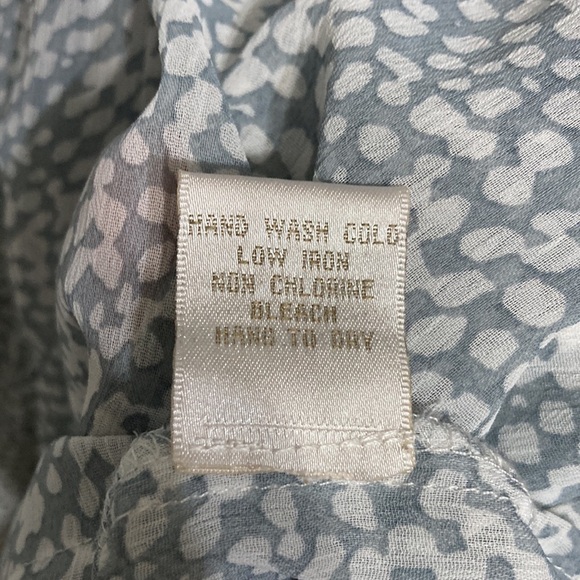 HAND WASH COLD
LOW IRON
NON CHLORINE
BLEACH
HANG TO DRY